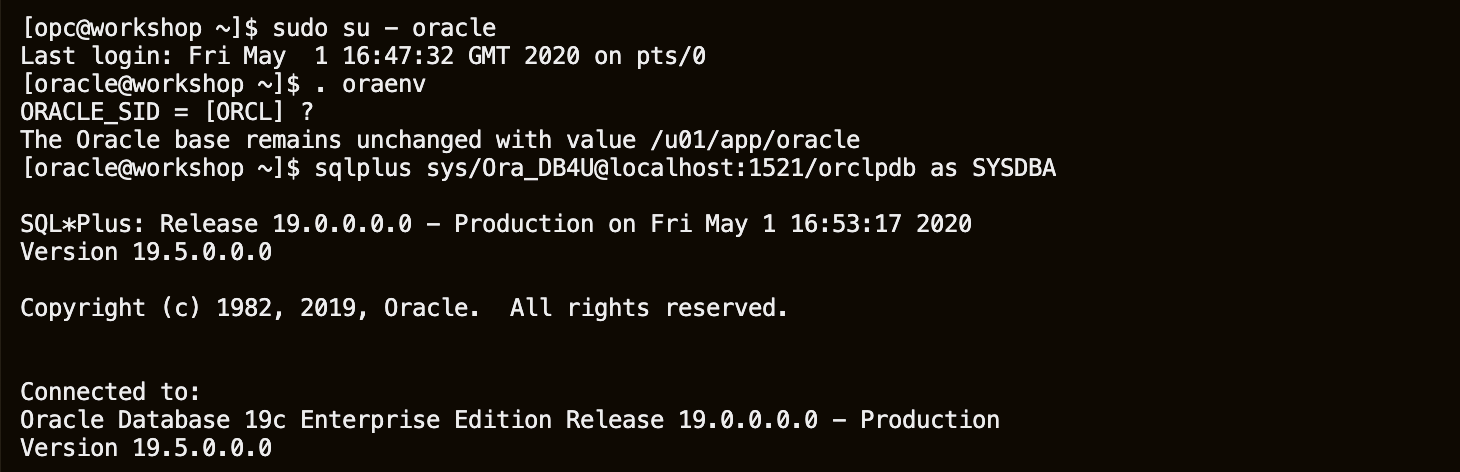 [opc@workshop ~]$ sudo su - oracle
Last login: Fri May  1 16:47:32 GMT 2020 on pts/0
[oracle@workshop ~]$ . oraenv
ORACLE_SID = [ORCL] ?
The Oracle base remains unchanged with value /u01/app/oracle
[oracle@workshop ~]$ sqlplus sys/Ora_DB4U@localhost:1521/orclpdb as SYSDBA
SQL*Plus: Release 19.0.0.0.0 - Production on Fri May 1 16:53:17 2020
Version 19.5.0.0.0
Copyright (c) 1982, 2019, Oracle.  All rights reserved.
Connected to:
Oracle Database 19c Enterprise Edition Release 19.0.0.0.0 - Production
Version 19.5.0.0.0